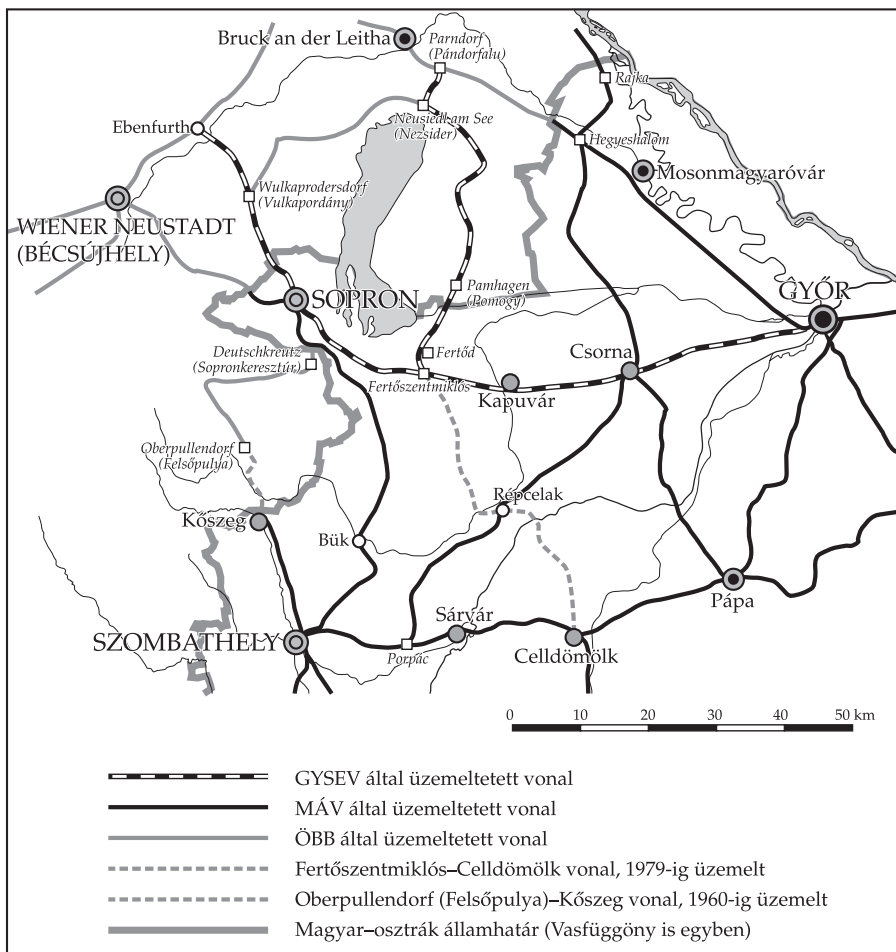 Bruck an der Leitha
Parndorf
(Pándorfalu)
Rajka
Ebenfurth
Neusiedl am See
(Nezsider)
Hegyeshalom
Mosonmagyaróvár
Wulkaprodersdorf
(Vulkapordány)
WIENER NEUSTADT
(BÉCSÚJHELY)
SOPRON
Pamhagen
(Pomogy)
GYŐR
Deutschkreutz
(Sopronkeresztúr)
Fertőd
Csorna
Fertőszentmiklós
Kapuvár
Oberpullendorf
(Felsőpulya)
Répcelak
Kőszeg
Bük
Pápa
Sárvár
SZOMBATHELY
Porpác
Celldömölk
0 10 20 30 40 50 km
GYSEV által üzemeltetett vonal
MÁV által üzemeltetett vonal
ÖBB által üzemeltetett vonal
Fertőszentmiklós–Celldömölk vonal, 1979-ig üzemelt
Oberpullendorf (Felsőpulya)–Kőszeg vonal, 1960-ig üzemelt
Magyar–osztrák államhatár (Vasfüggöny is egyben)